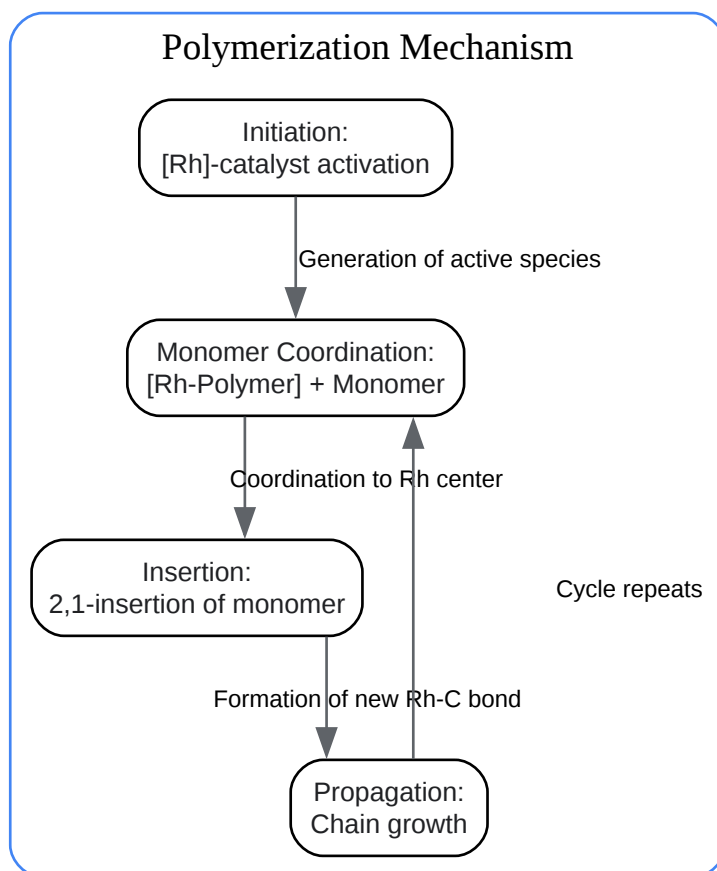 Polymerization Mechanism
Initiation:
[Rh]-catalyst activation
Generation of active species
Monomer Coordination:
[Rh-Polymer] + Monomer
Coordination to Rh center
Insertion:
2,1-insertion of monomer
Cycle repeats
Formation of new Rh-C bond
Propagation:
Chain growth